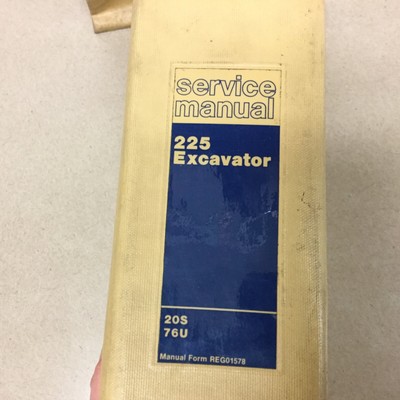 service
manual
225
Excavator
20S
76U
Manual Form REG01578